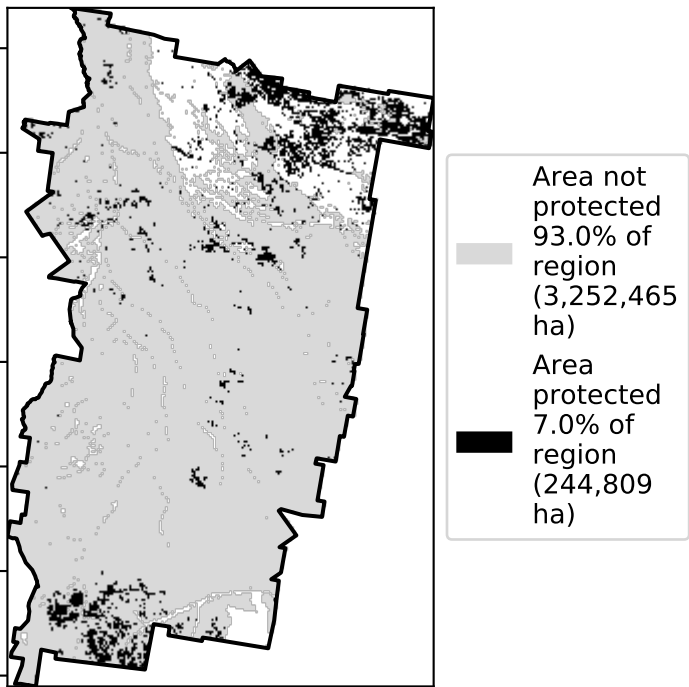 Area not
protected
93.0% of
region
(3,252,465
ha)
Area
protected
7.0% of
region
(244,809
ha)